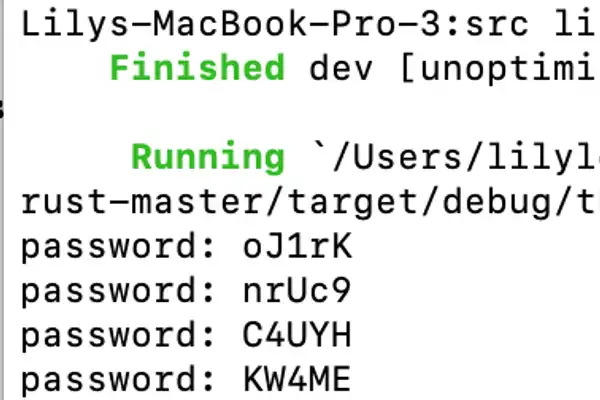 Lilys-MacBook-Pro-3:src li
Finished dev [unoptimi
Running `/Users/lilyl
rust-master/target/debug/t
password: oJ1rK
password: nrUc9
password: C4UYH
password: KW4ME